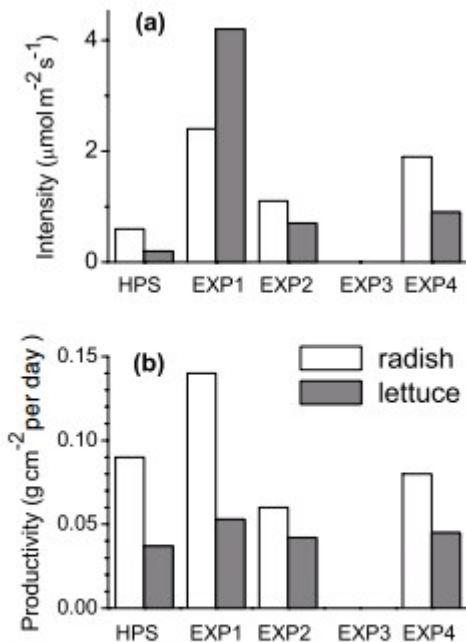 (a)
Intensity (μmol m⁻² s⁻¹)
4
2
0
HPS EXP1 EXP2 EXP3 EXP4
(b)
radish
lettuce
Productivity (g cm⁻² per day)
0.15
0.10
0.05
0.00
HPS EXP1 EXP2 EXP3 EXP4